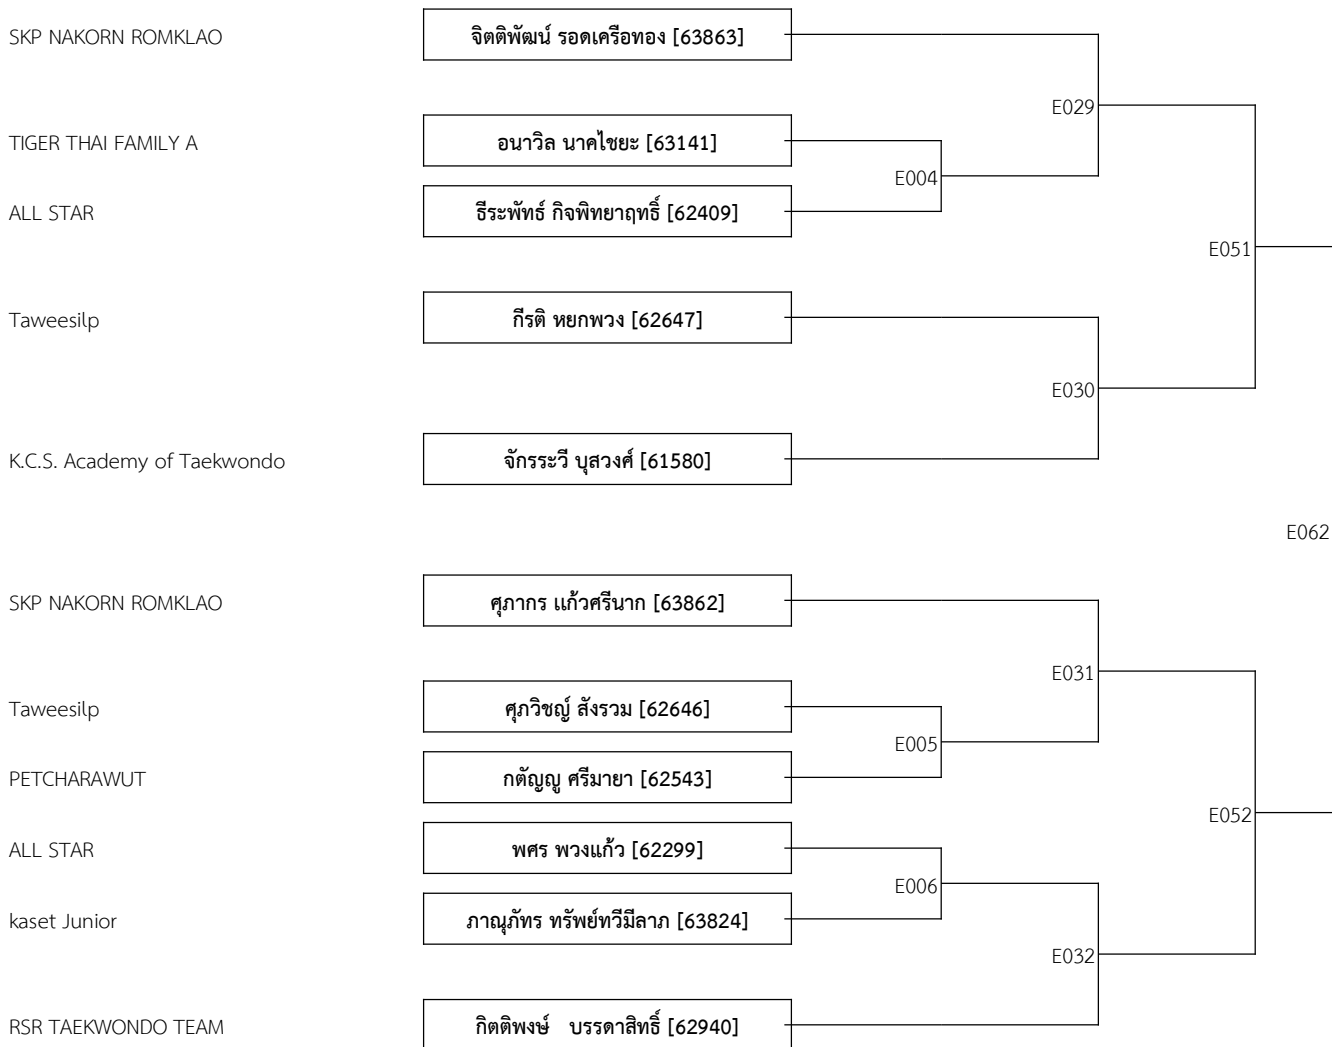 SKP NAKORN ROMKLAO จิตติพัฒน์ รอดเครือทอง [63863]
E029
TIGER THAI FAMILY A อนาวิล นาคไชยะ [63141]
E004
ALL STAR ธีระพัทธ์ กิจพิทยาฤทธิ์ [62409]
E051
Taweesilp กีรติ หยกพวง [62647]
E030
K.C.S. Academy of Taekwondo จักรระวี บุสวงศ์ [61580]
E062
SKP NAKORN ROMKLAO ศุภากร แก้วศรีนาก [63862]
E031
Taweesilp ศุภวิชญ์ สังรวม [62646]
E005
PETCHARAWUT กตัญญู ศรีมายา [62543]
E052
ALL STAR พศร พวงแก้ว [62299]
E006
kaset Junior ภาณุภัทร ทรัพย์ทวีมีลาภ [63824]
E032
RSR TAEKWONDO TEAM กิตติพงษ์ บรรดาสิทธิ์ [62940]